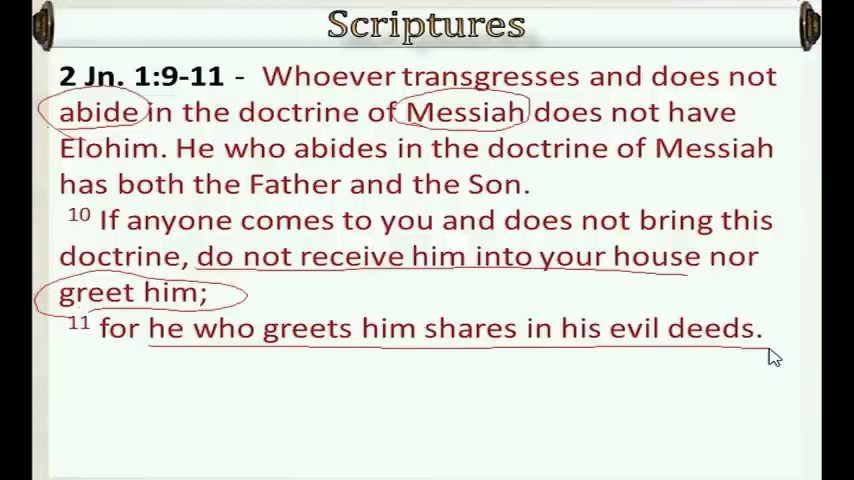 Scriptures
2 Jn. 1:9-11 - Whoever transgresses and does not
abide in the doctrine of Messiah does not have
Elohim. He who abides in the doctrine of Messiah
has both the Father and the Son.
10 If anyone comes to you and does not bring this
doctrine, do not receive him into your house nor
greet him;
11 for he who greets him shares in his evil deeds.